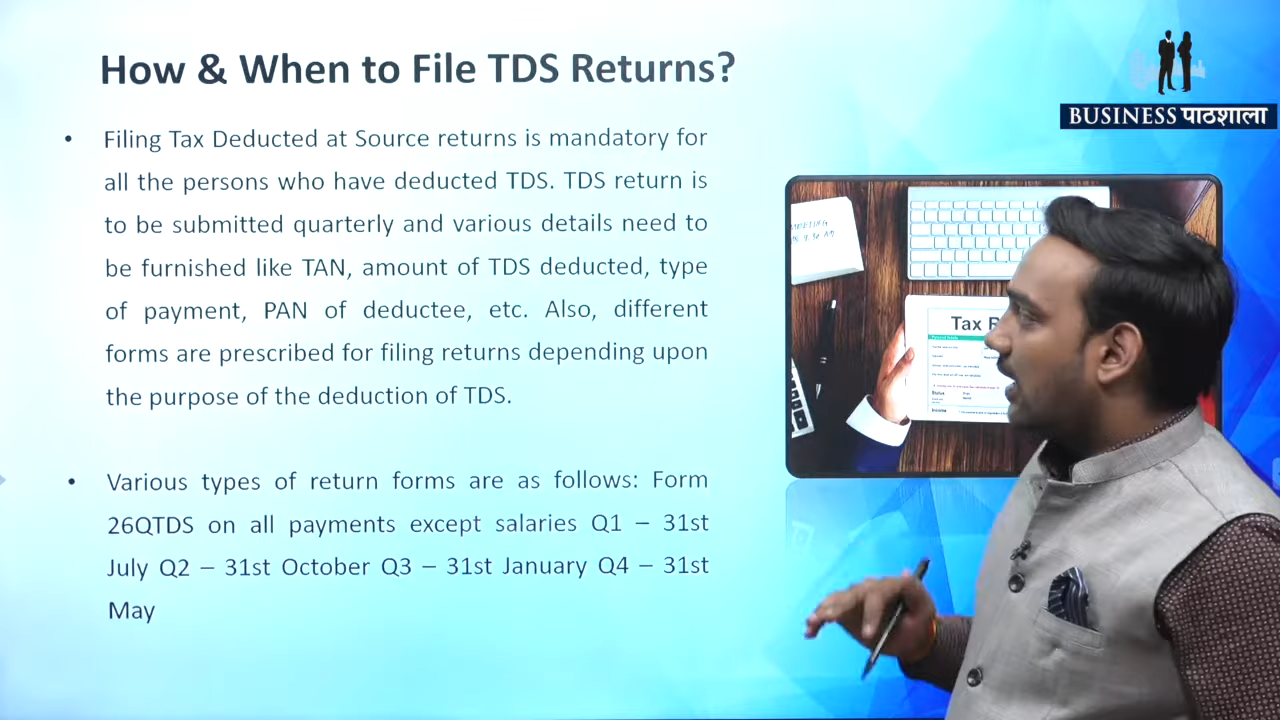 How & When to File TDS Returns?
BUSINESS पाठशाला
• Filing Tax Deducted at Source returns is mandatory for
all the persons who have deducted TDS. TDS return is
to be submitted quarterly and various details need to
be furnished like TAN, amount of TDS deducted, type
of payment, PAN of deductee, etc. Also, different
forms are prescribed for filing returns depending upon
the purpose of the deduction of TDS.
• Various types of return forms are as follows: Form
26QTDS on all payments except salaries Q1 – 31st
July Q2 – 31st October Q3 – 31st January Q4 – 31st
May
MEETING
Tax R
Status
Income